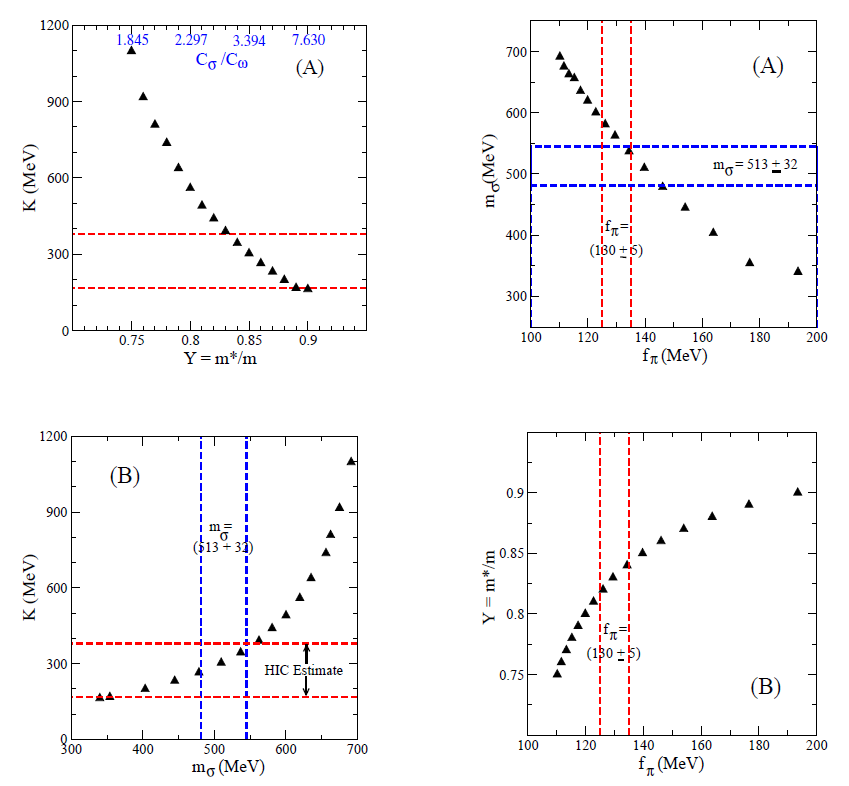 1200
900
600
300
0
K (MeV)
1.845 2.297 3.394 7.630
Cσ /Cω
(A)
0.75 0.8 0.85 0.9
Y = m*/m
700
600
500
400
300
mσ(MeV)
(A)
mσ = 513 ± 32
fπ=
(130 ± 5)
100 120 140 160 180 200
fπ(MeV)
1200
900
600
300
0
K (MeV)
(B)
mσ=
(513 ± 32)
HIC Estimate
300 400 500 600 700
mσ (MeV)
0.9
0.85
0.8
0.75
Y = m*/m
fπ=
(130 ± 5)
(B)
100 120 140 160 180 200
fπ(MeV)